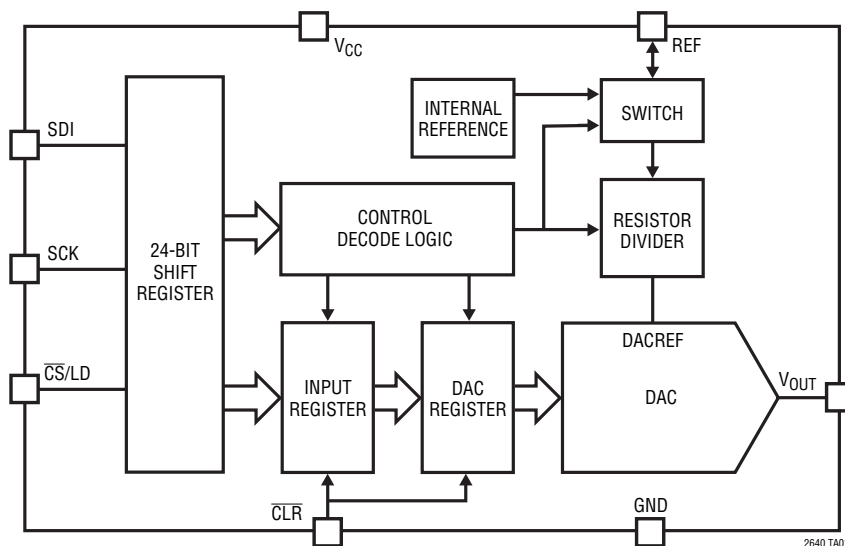 VCC
REF
INTERNAL
REFERENCE
SWITCH
SDI
CONTROL
DECODE LOGIC
RESISTOR
DIVIDER
SCK
24-BIT
SHIFT
REGISTER
CS/LD
INPUT
REGISTER
DAC
REGISTER
DACREF
DAC
VOUT
CLR
GND
2640 TA0